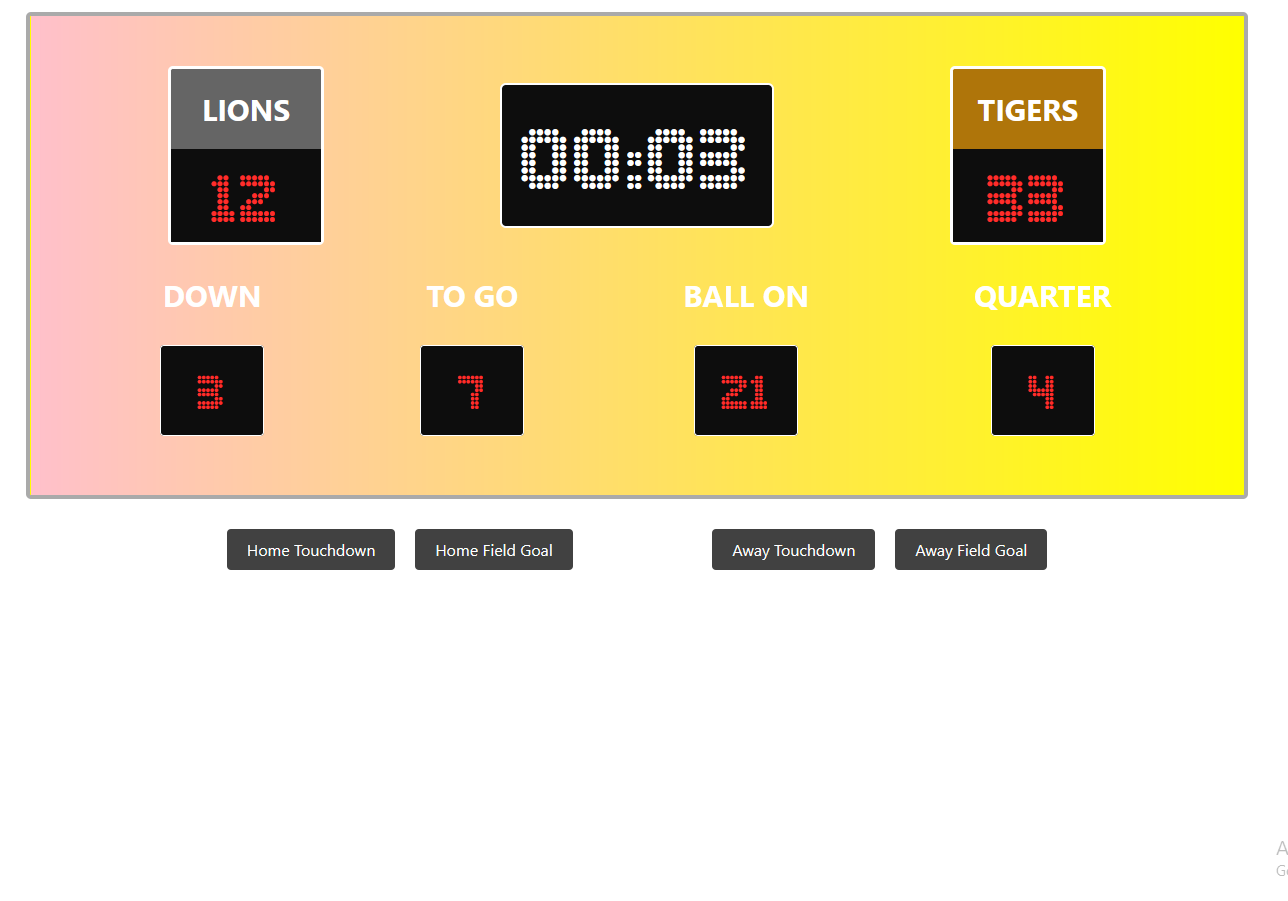 LIONS
TIGERS
00:03
12
33
DOWN
TO GO
BALL ON
QUARTER
3
7
21
4
Home Touchdown
Home Field Goal
Away Touchdown
Away Field Goal